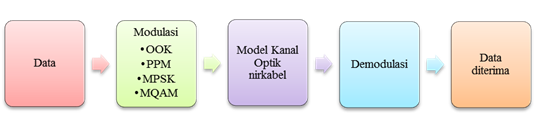 Data
Modulasi
• OOK
• PPM
• MPSK
• MQAM
Model Kanal
Optik
nirkabel
Demodulasi
Data
diterima